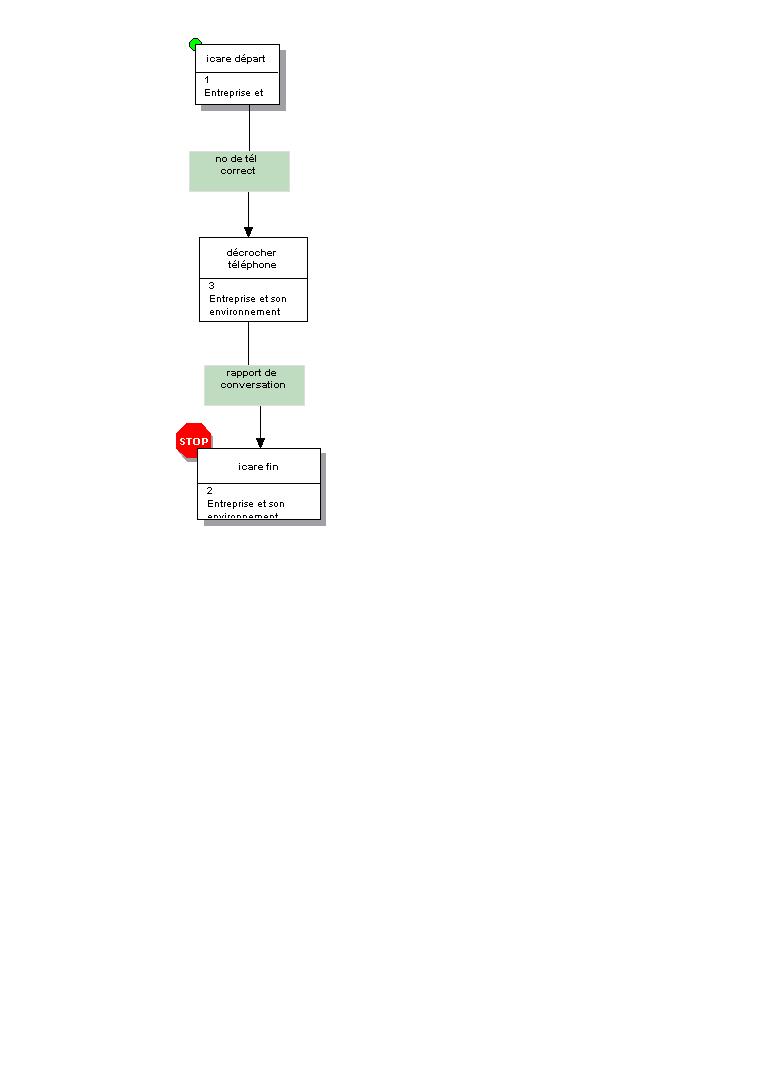 icare départ
1
Entreprise et
no de tél
correct
décrocher
téléphone
3
Entreprise et son
environnement
rapport de
conversation
STOP
icare fin
2
Entreprise et son
environnement